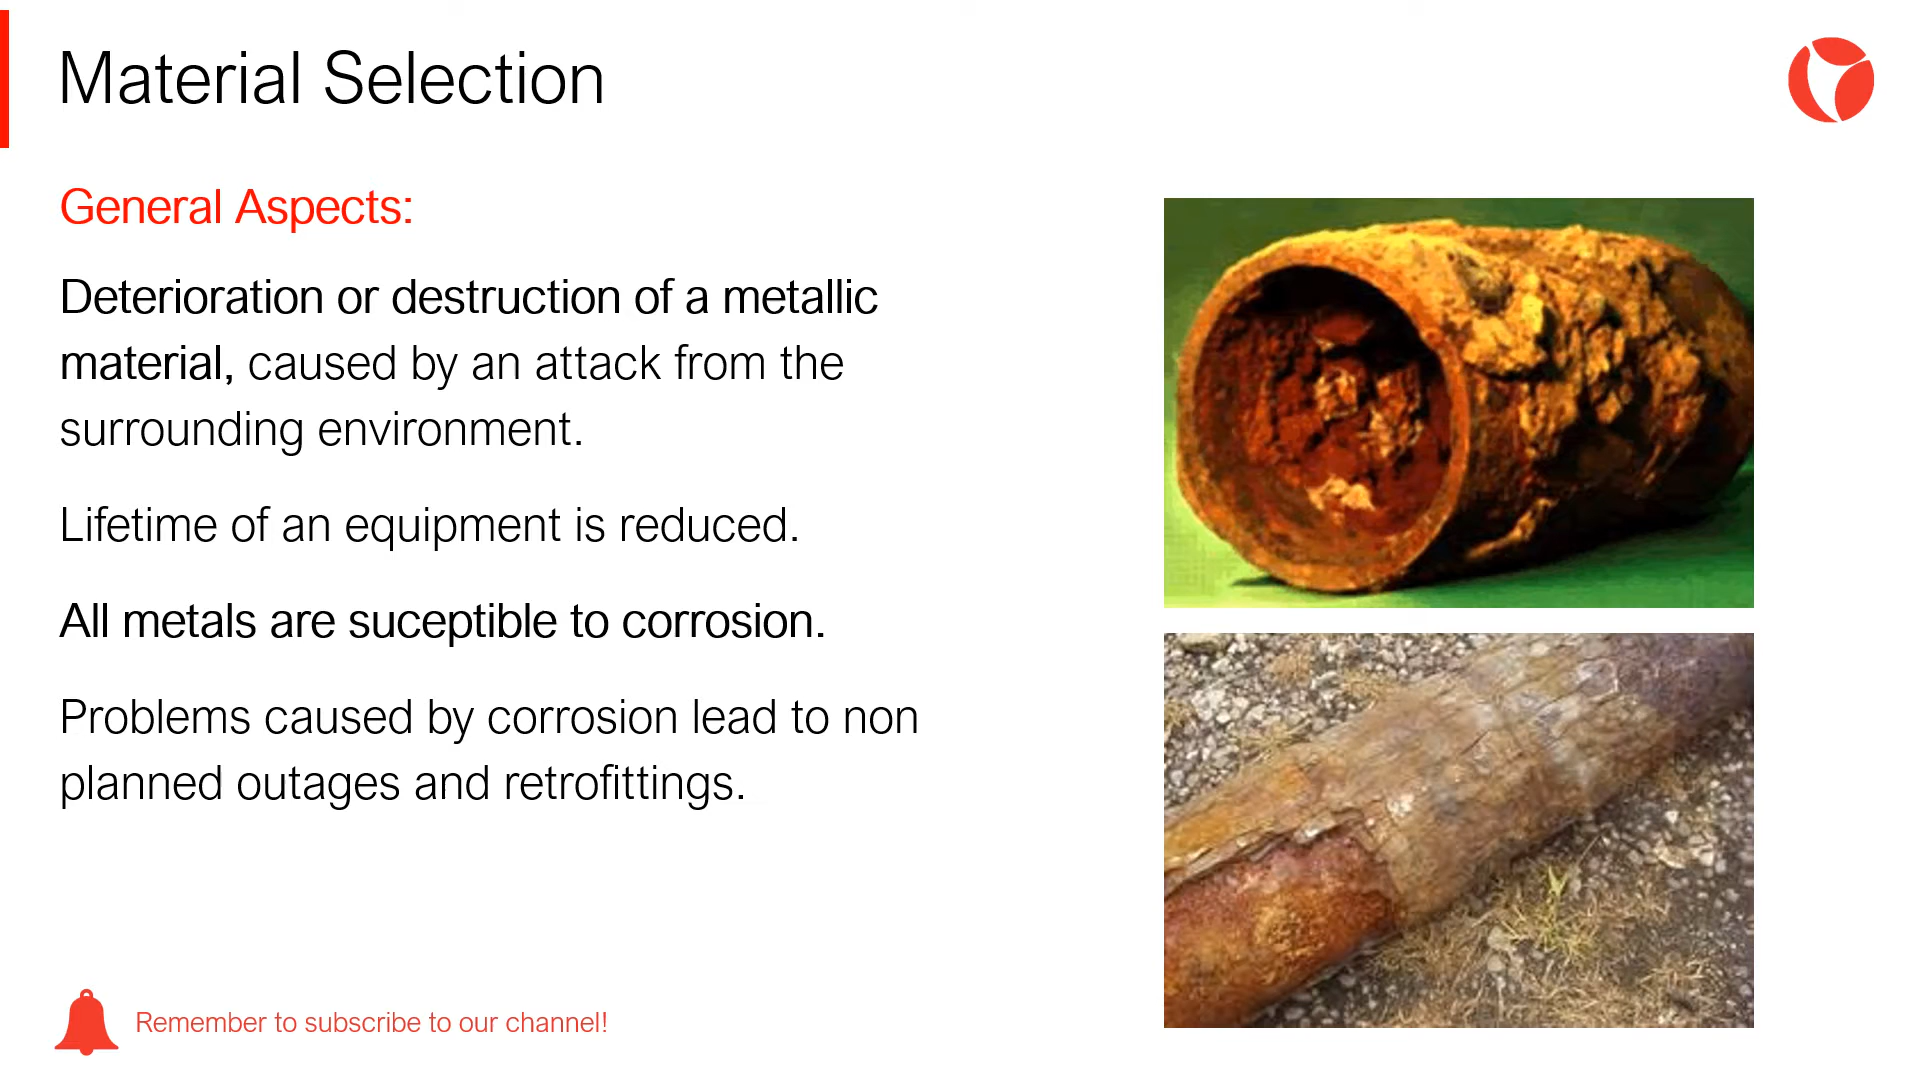 Material Selection
General Aspects:
Deterioration or destruction of a metallic
material, caused by an attack from the
surrounding environment.
Lifetime of an equipment is reduced.
All metals are suceptible to corrosion.
Problems caused by corrosion lead to non
planned outages and retrofittings.
Remember to subscribe to our channel!